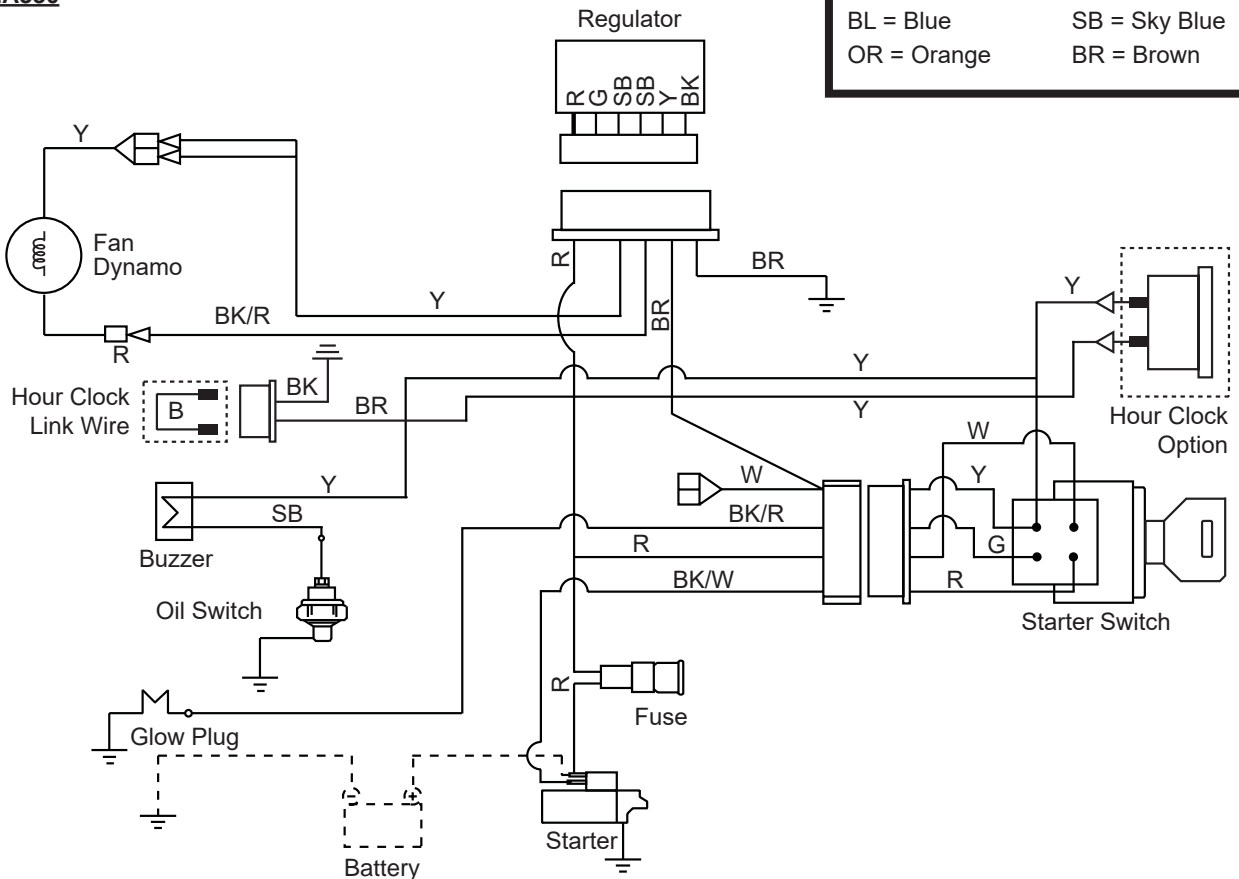 Regulator
BL = Blue SB = Sky Blue
OR = Orange BR = Brown
R G SB SB Y BK
Y
Fan
Dynamo
R
BR
Y
BR
Y
BK/R
R
BK
Y
Hour Clock
Link Wire
B
BR
Y
Hour Clock
Option
W
Y
W
Y
SB
BK/R
G
Buzzer
R
BK/W
R
Oil Switch
Starter Switch
R
Fuse
Glow Plug
Starter
Battery